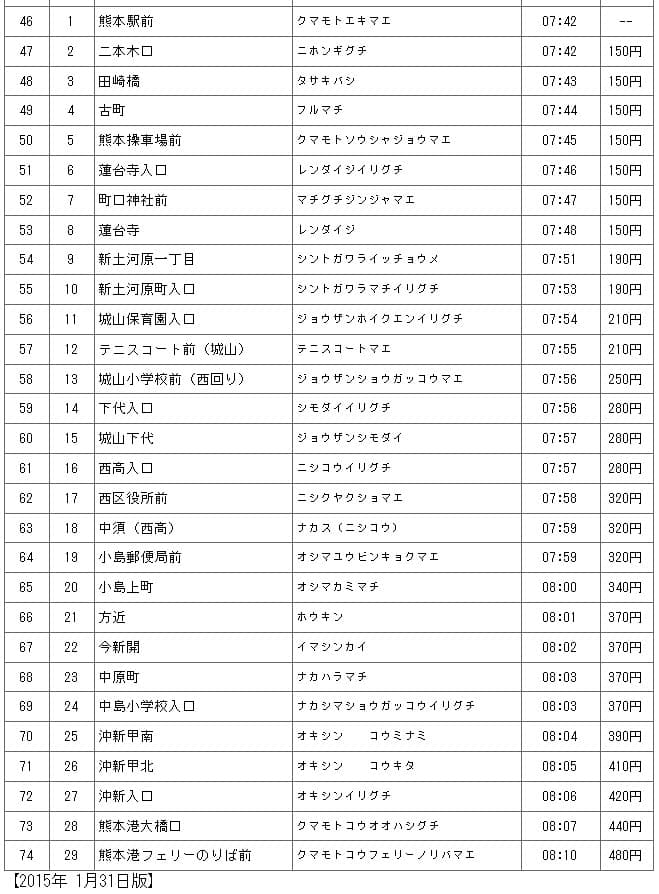 46 1 熊本駅前 クマモトエキマエ 07:42 --
47 2 二本木口 ニホンギグチ 07:42 150円
48 3 田崎橋 タサキバシ 07:43 150円
49 4 古町 フルマチ 07:44 150円
50 5 熊本操車場前 クマモトソウシャジョウマエ 07:45 150円
51 6 蓮台寺入口 レンダイジイリグチ 07:46 150円
52 7 町口神社前 マチグチジンジャマエ 07:47 150円
53 8 蓮台寺 レンダイジ 07:48 150円
54 9 新土河原一丁目 シントガワライッチョウメ 07:51 190円
55 10 新土河原町入口 シントガワラマチイリグチ 07:53 190円
56 11 城山保育園入口 ジョウザンホイクエンイリグチ 07:54 210円
57 12 テニスコート前（城山） テニスコートマエ 07:55 210円
58 13 城山小学校前（西回り） ジョウザンショウガッコウマエ 07:56 250円
59 14 下代入口 シモダイイリグチ 07:56 280円
60 15 城山下代 ジョウザンシモダイ 07:57 280円
61 16 西高入口 ニシコウイリグチ 07:57 280円
62 17 西区役所前 ニシクヤクショマエ 07:58 320円
63 18 中須（西高） ナカス（ニシコウ） 07:59 320円
64 19 小島郵便局前 オシマユウビンキョクマエ 07:59 320円
65 20 小島上町 オシマカミマチ 08:00 340円
66 21 方近 ホウキン 08:01 370円
67 22 今新開 イマシンカイ 08:02 370円
68 23 中原町 ナカハラマチ 08:03 370円
69 24 中島小学校入口 ナカシマショウガッコウイリグチ 08:03 370円
70 25 沖新甲南 オキシン　　コウミナミ 08:04 390円
71 26 沖新甲北 オキシン　　コウキタ 08:05 410円
72 27 沖新入口 オキシンイリグチ 08:06 420円
73 28 熊本港大橋口 クマモトコウオオハシグチ 08:07 440円
74 29 熊本港フェリーのりば前 クマモトコウフェリーノリバマエ 08:10 480円
【2015年 1月31日版】